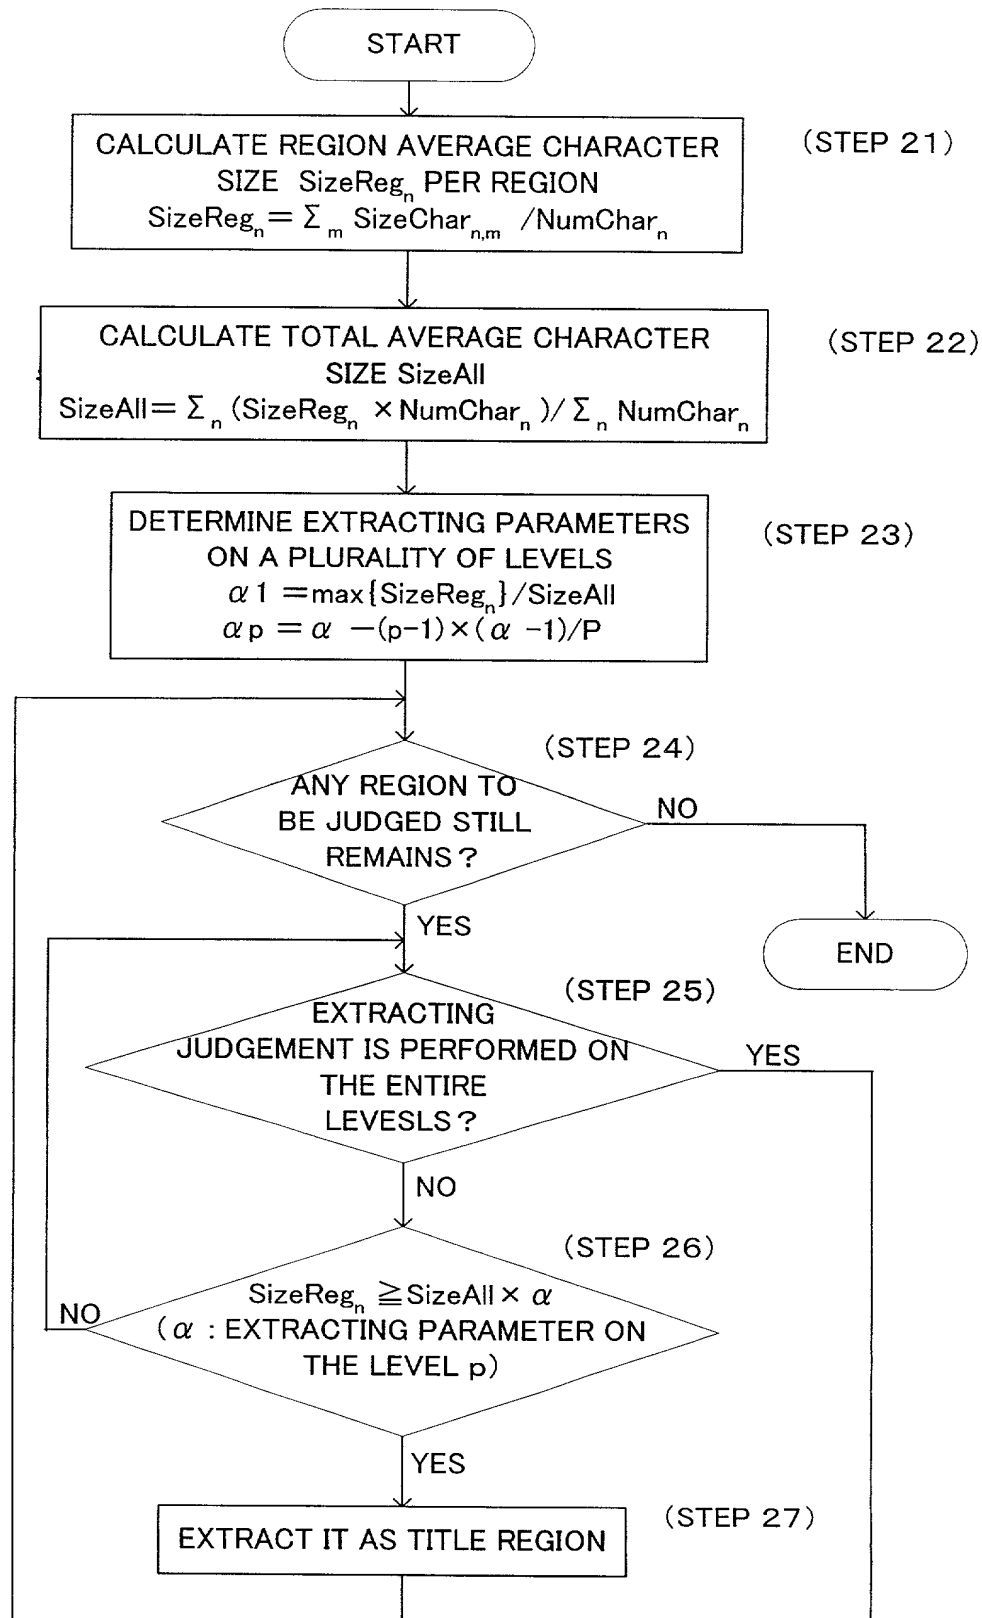 START
CALCULATE REGION AVERAGE CHARACTER
SIZE SizeRegn PER REGION
SizeRegn = Σm SizeCharn,m /NumCharn
(STEP 21)
CALCULATE TOTAL AVERAGE CHARACTER
SIZE SizeAll
SizeAll = Σn (SizeRegn × NumCharn )/ Σn NumCharn
(STEP 22)
DETERMINE EXTRACTING PARAMETERS
ON A PLURALITY OF LEVELS
α 1 = max{SizeRegn}/SizeAll
α p = α −(p-1)×(α -1)/P
(STEP 23)
(STEP 24)
ANY REGION TO
BE JUDGED STILL
REMAINS?
NO
YES
END
(STEP 25)
EXTRACTING
JUDGEMENT IS PERFORMED ON
THE ENTIRE
LEVESLS?
YES
NO
(STEP 26)
SizeRegn ≧ SizeAll × α
(α : EXTRACTING PARAMETER ON
THE LEVEL p)
NO
YES
(STEP 27)
EXTRACT IT AS TITLE REGION